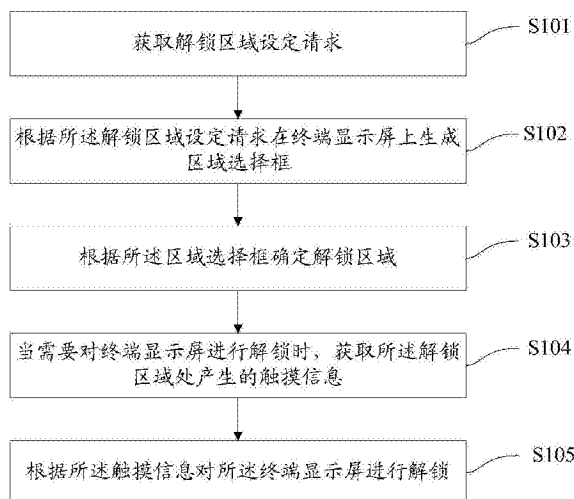 获取解锁区域设定请求
S101
根据所述解锁区域设定请求在终端显示屏上生成
区域选择框
S102
根据所述区域选择框确定解锁区域
S103
当需要对终端显示屏进行解锁时，获取所述解锁
区域处产生的触摸信息
S104
根据所述触摸信息对所述终端显示屏进行解锁
S105